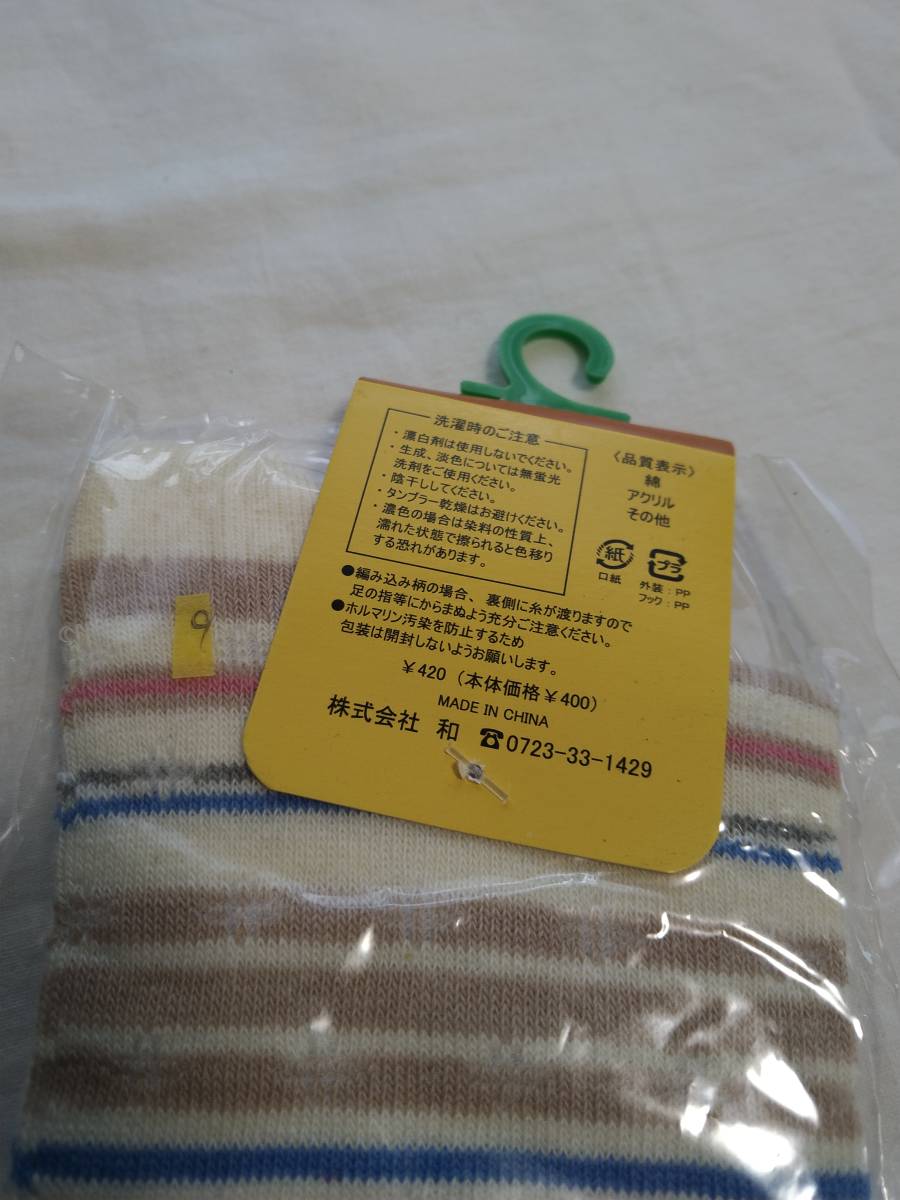 洗濯時のご注意
・漂白剤は使用しないでください。
・生成、淡色については無蛍光
洗剤をご使用ください。
・陰干ししてください。
・タンブラー乾燥はお避けください。
・濃色の場合は染料の性質上、
濡れた状態で擦られると色移り
する恐れがあります。
〈品質表示〉
綿
アクリル
その他
紙
口紙
プラ
外装：PP
フック：PP
●編み込み柄の場合、裏側に糸が渡りますので
足の指等にからまぬよう充分ご注意ください。
●ホルマリン汚染を防止するため
包装は開封しないようお願いします。
￥420（本体価格￥400）
MADE IN CHINA
株式会社 和 ☎0723-33-1429
9